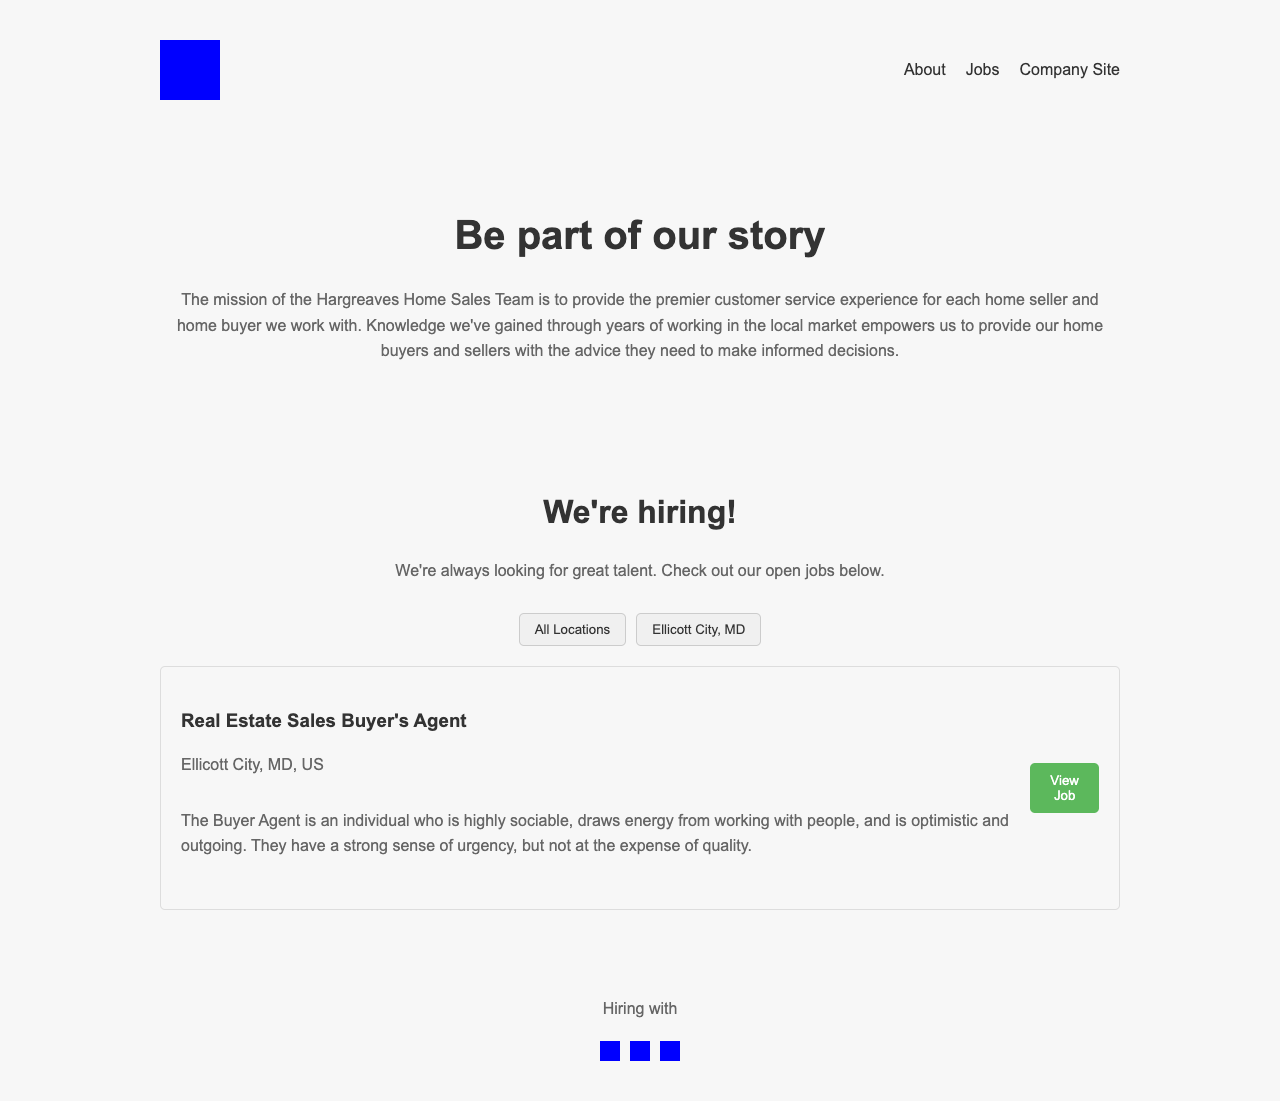 About Jobs Company Site
Be part of our story
The mission of the Hargreaves Home Sales Team is to provide the premier customer service experience for each home seller and
home buyer we work with. Knowledge we've gained through years of working in the local market empowers us to provide our home
buyers and sellers with the advice they need to make informed decisions.
We're hiring!
We're always looking for great talent. Check out our open jobs below.
All Locations Ellicott City, MD
Real Estate Sales Buyer's Agent
Ellicott City, MD, US
View
Job
The Buyer Agent is an individual who is highly sociable, draws energy from working with people, and is optimistic and
outgoing. They have a strong sense of urgency, but not at the expense of quality.
Hiring with